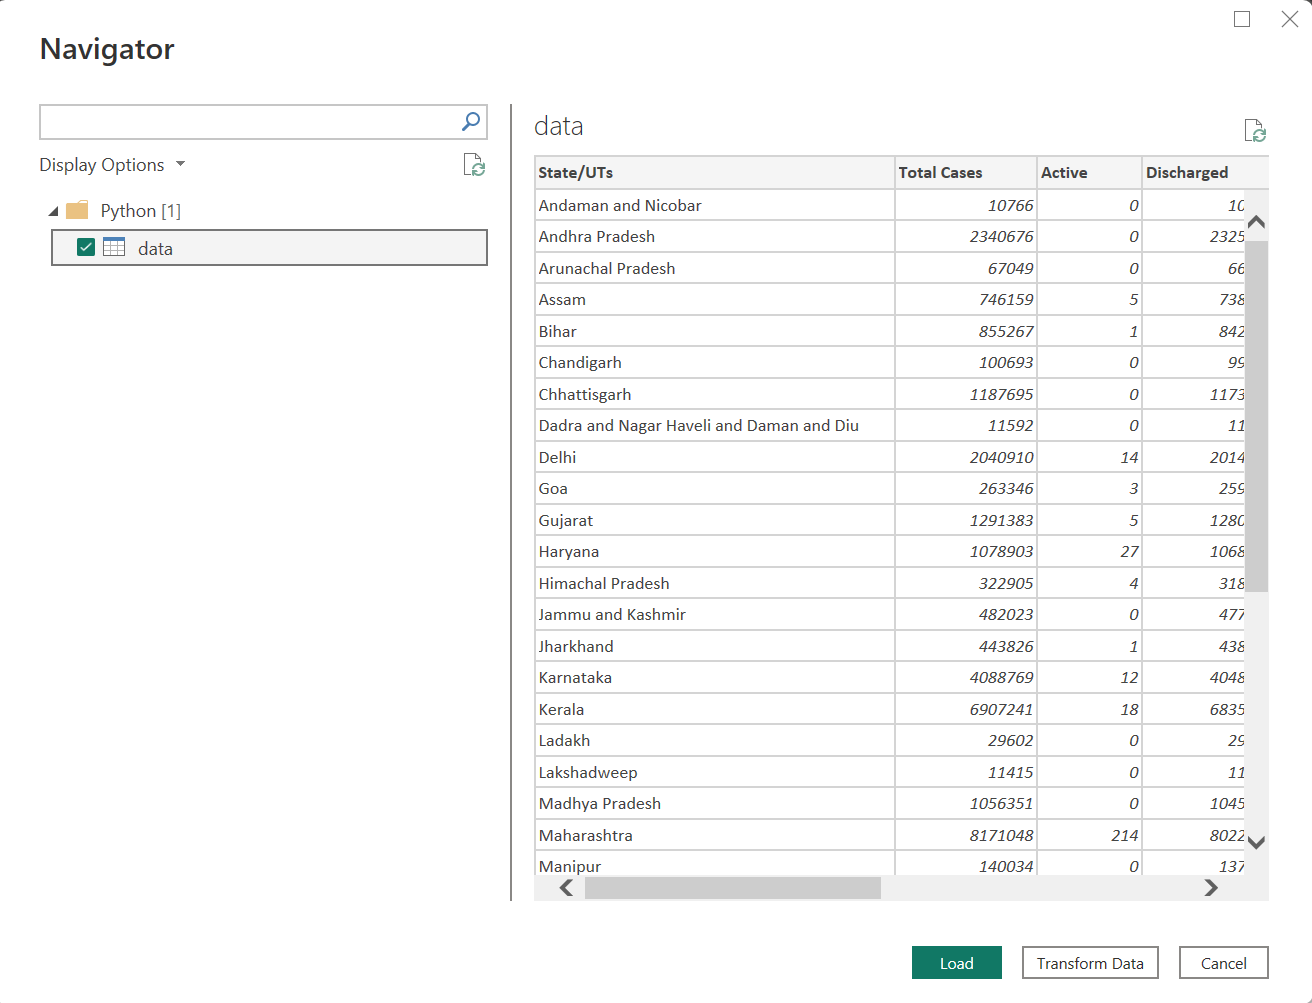 Navigator
Display Options
Python [1]
data
data
State/UTs Total Cases Active Discharged
Andaman and Nicobar 10766 0 10
Andhra Pradesh 2340676 0 2325
Arunachal Pradesh 67049 0 66
Assam 746159 5 738
Bihar 855267 1 842
Chandigarh 100693 0 99
Chhattisgarh 1187695 0 1173
Dadra and Nagar Haveli and Daman and Diu 11592 0 11
Delhi 2040910 14 2014
Goa 263346 3 259
Gujarat 1291383 5 1280
Haryana 1078903 27 1068
Himachal Pradesh 322905 4 318
Jammu and Kashmir 482023 0 477
Jharkhand 443826 1 438
Karnataka 4088769 12 4048
Kerala 6907241 18 6835
Ladakh 29602 0 29
Lakshadweep 11415 0 11
Madhya Pradesh 1056351 0 1045
Maharashtra 8171048 214 8022
Manipur 140034 0 137
Load Transform Data Cancel